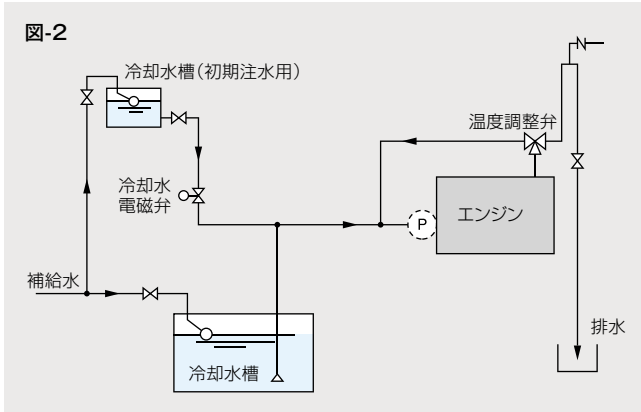 図-2
冷却水槽(初期注水用)
温度調整弁
冷却水
電磁弁
P
エンジン
補給水
排水
冷却水槽